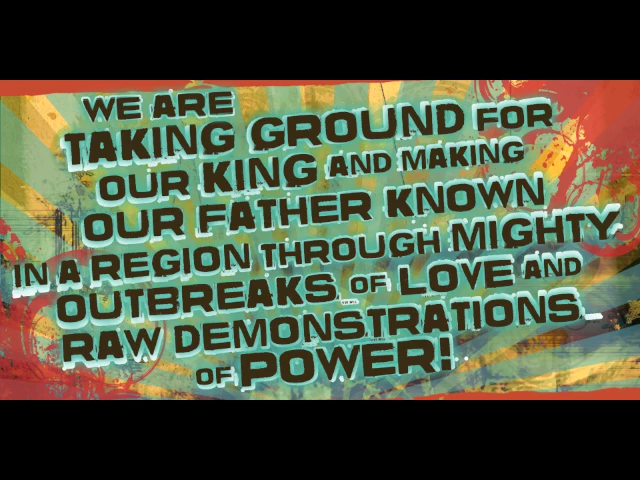 WE ARE
TAKING GROUND FOR
OUR KING AND MAKING
OUR FATHER KNOWN
IN A REGION THROUGH MIGHTY
OUTBREAKS OF LOVE AND
RAW DEMONSTRATIONS
OF POWER!